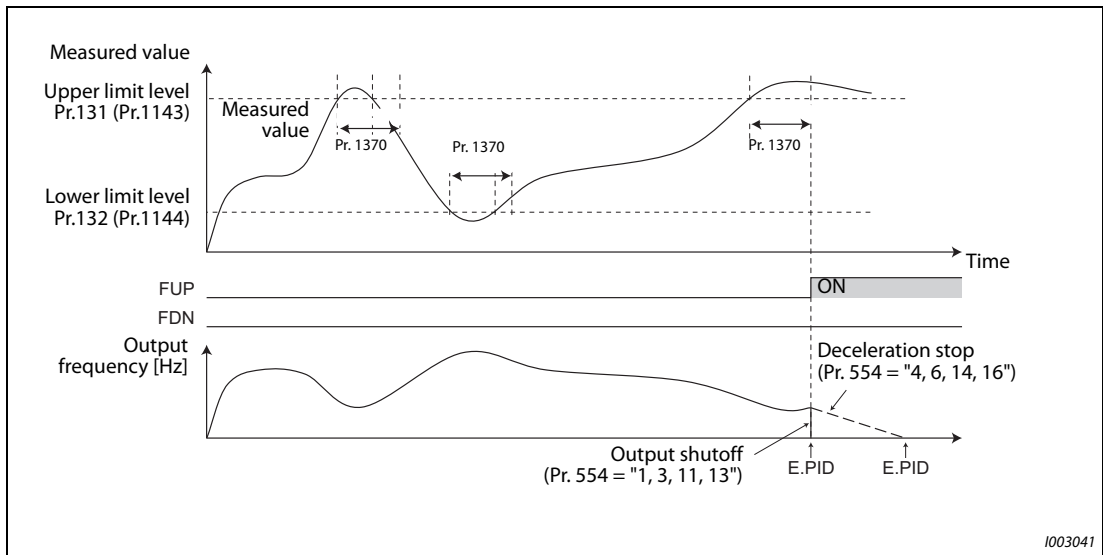 Measured value
Upper limit level
Pr.131 (Pr.1143)
Measured
value
Pr. 1370
Pr. 1370
Pr. 1370
Lower limit level
Pr.132 (Pr.1144)
Time
FUP
ON
FDN
Output
frequency [Hz]
Deceleration stop
(Pr. 554 = "4, 6, 14, 16")
Output shutoff
(Pr. 554 = "1, 3, 11, 13")
E.PID
E.PID
I003041